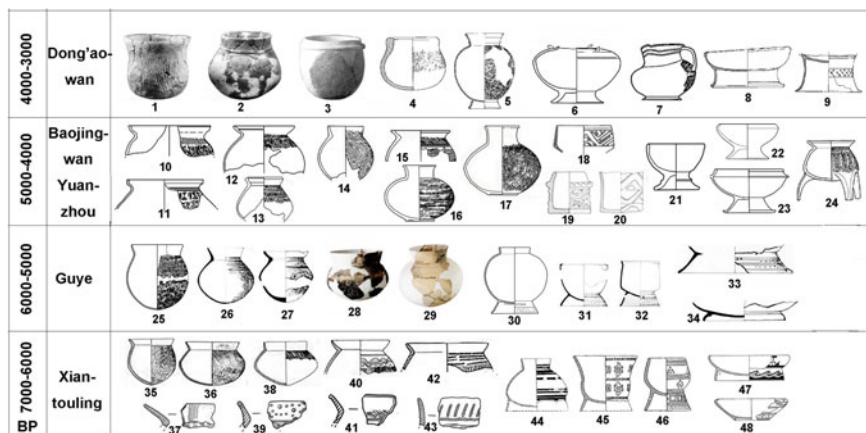 4000-3000
Dong'ao-
wan
1 2 3 4 5 6 7 8 9
5000-4000
Baojing-
wan
Yuan-
zhou
10 12 14 15 17 18 22
11 13 16 19 20 21 23 24
6000-5000
Guye
25 26 27 28 29 30 31 32 33
34
7000-6000
BP
Xian-
touling
35 36 38 40 42 44 45 46 47
37 39 41 43 48